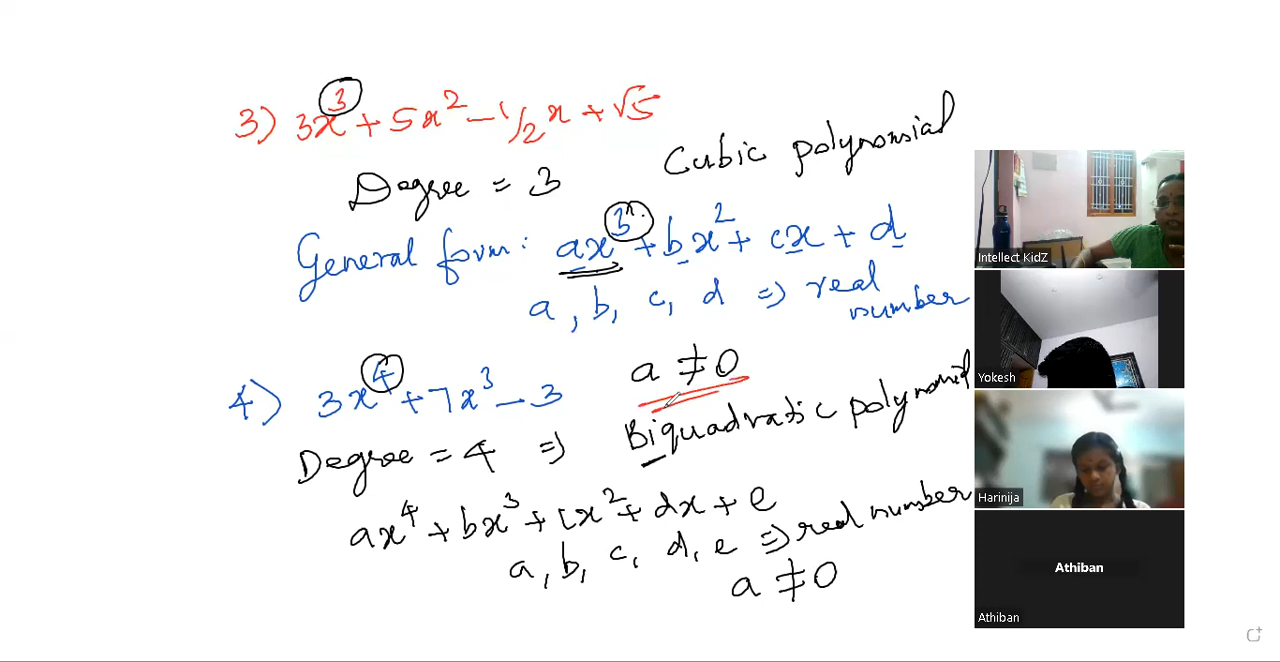 3) 3x³ + 5x² - 1/2 x + √5
Degree = 3
Cubic polynomial
General form: ax³ + bx² + cx + d
a, b, c, d ⇒ real number
a ≠ 0
4) 3x⁴ + 7x³ - 3
Degree = 4 ⇒ Biquadratic polynomial
ax⁴ + bx³ + cx² + dx + e
a, b, c, d, e ⇒ real number
a ≠ 0
Intellect KidZ
Yokesh
Harinija
Athiban
Athiban